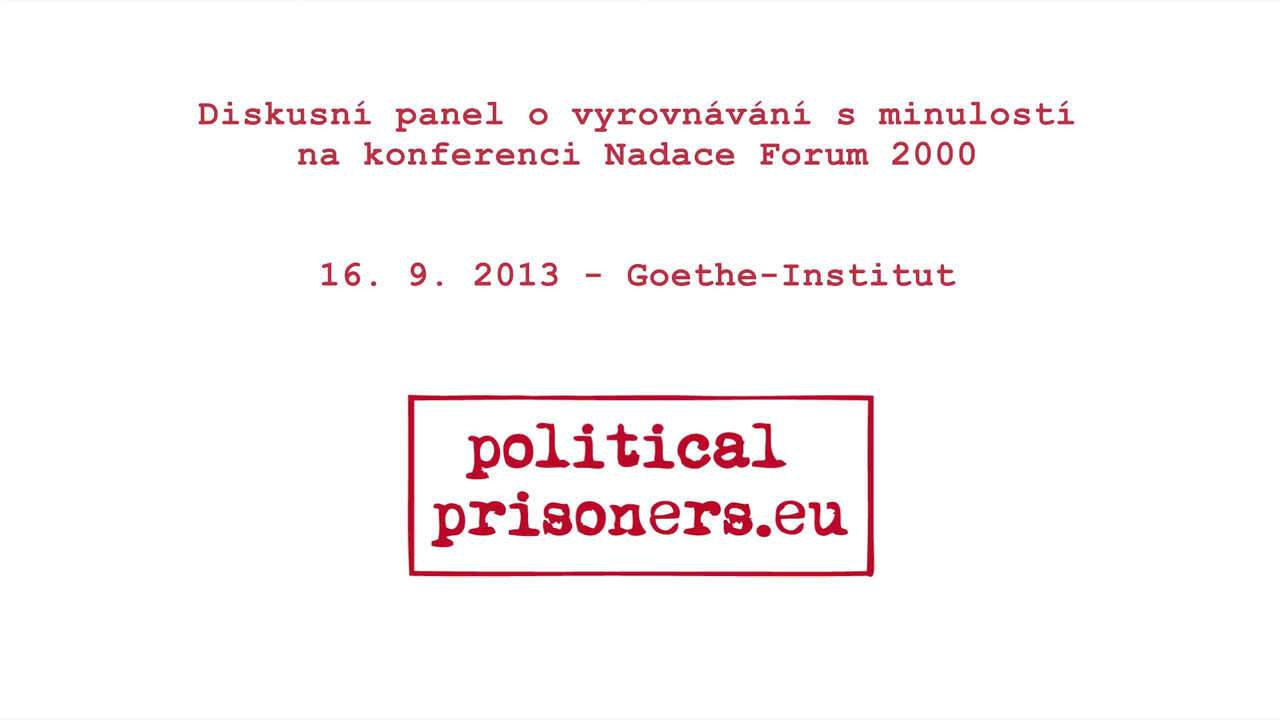 Diskusní panel o vyrovnávání s minulostí
na konferenci Nadace Forum 2000
16. 9. 2013 - Goethe-Institut
political
prisoners.eu